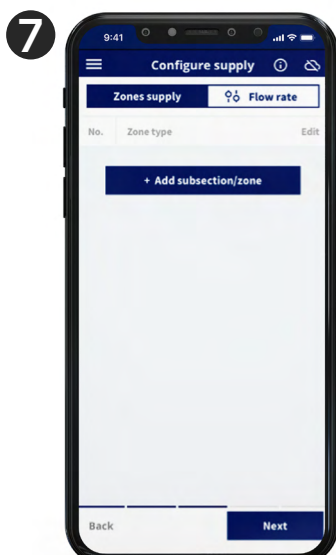 7
9:41
Configure supply
Zones supply Flow rate
No. Zone type Edit
+ Add subsection/zone
Back Next